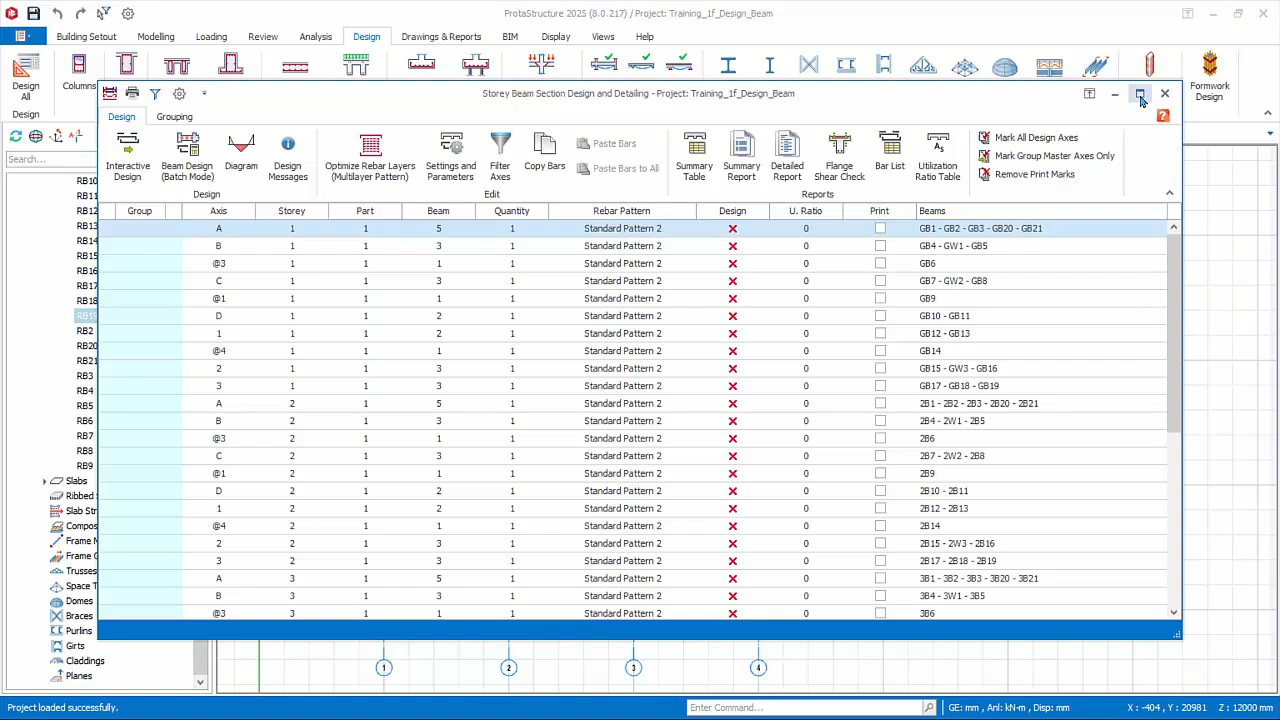 ProtaStructure 2025 (8.0.217) / Project: Training_1f_Design_Beam
Building Setout Modelling Loading Review Analysis Design Drawings & Reports BIM Display Views Help
Design All
Columns
Formwork Design
Design
Storey Beam Section Design and Detailing - Project: Training_1f_Design_Beam
Design Grouping
Interactive Design
Beam Design (Batch Mode)
Diagram
Design Messages
Optimize Rebar Layers (Multilayer Pattern)
Settings and Parameters
Filter Axes
Copy Bars
Paste Bars
Paste Bars to All
Summary Table
Summary Report
Detailed Report
Flange Shear Check
Bar List
Utilization Ratio Table
Mark All Design Axes
Mark Group Master Axes Only
Remove Print Marks
Design Edit Reports
Search...
Group Axis Storey Part Beam Quantity Rebar Pattern Design U. Ratio Print Beams
A 1 1 5 1 Standard Pattern 2 0 GB1 - GB2 - GB3 - GB20 - GB21
B 1 1 3 1 Standard Pattern 2 0 GB4 - GW1 - GB5
@3 1 1 1 1 Standard Pattern 2 0 GB6
C 1 1 3 1 Standard Pattern 2 0 GB7 - GW2 - GB8
@1 1 1 1 1 Standard Pattern 2 0 GB9
D 1 1 2 1 Standard Pattern 2 0 GB10 - GB11
1 1 1 2 1 Standard Pattern 2 0 GB12 - GB13
@4 1 1 1 1 Standard Pattern 2 0 GB14
2 1 1 3 1 Standard Pattern 2 0 GB15 - GW3 - GB16
3 1 1 3 1 Standard Pattern 2 0 GB17 - GB18 - GB19
A 2 1 5 1 Standard Pattern 2 0 2B1 - 2B2 - 2B3 - 2B20 - 2B21
B 2 1 3 1 Standard Pattern 2 0 2B4 - 2W1 - 2B5
@3 2 1 1 1 Standard Pattern 2 0 2B6
C 2 1 3 1 Standard Pattern 2 0 2B7 - 2W2 - 2B8
@1 2 1 1 1 Standard Pattern 2 0 2B9
D 2 1 2 1 Standard Pattern 2 0 2B10 - 2B11
1 2 1 2 1 Standard Pattern 2 0 2B12 - 2B13
@4 2 1 1 1 Standard Pattern 2 0 2B14
2 2 1 3 1 Standard Pattern 2 0 2B15 - 2W3 - 2B16
3 2 1 3 1 Standard Pattern 2 0 2B17 - 2B18 - 2B19
A 3 1 5 1 Standard Pattern 2 0 3B1 - 3B2 - 3B3 - 3B20 - 3B21
B 3 1 3 1 Standard Pattern 2 0 3B4 - 3W1 - 3B5
@3 3 1 1 1 Standard Pattern 2 0 3B6
RB10
RB11
RB12
RB13
RB14
RB15
RB16
RB17
RB18
RB19
RB2
RB20
RB21
RB3
RB4
RB5
RB6
RB7
RB8
RB9
Slabs
Ribbed S
Slab Str
Compos
Frame M
Frame G
Trusses
Space T
Domes
Braces
Purlins
Girts
Claddings
Planes
1 2 3 4
Project loaded successfully.
Enter Command...
GE: mm , Anl: kN-m , Disp: mm
X : -404 , Y : 20981
Z : 12000 mm